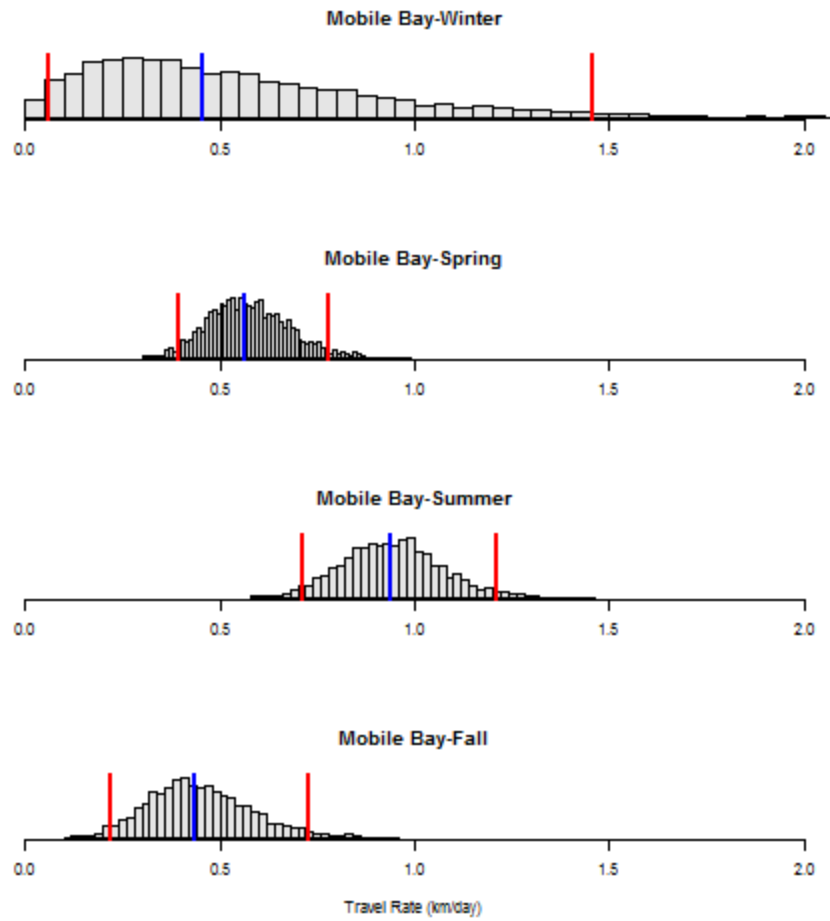 Mobile Bay-Winter
0.0 0.5 1.0 1.5 2.0
Mobile Bay-Spring
0.0 0.5 1.0 1.5 2.0
Mobile Bay-Summer
0.0 0.5 1.0 1.5 2.0
Mobile Bay-Fall
0.0 0.5 1.0 1.5 2.0
Travel Rate (km/day)